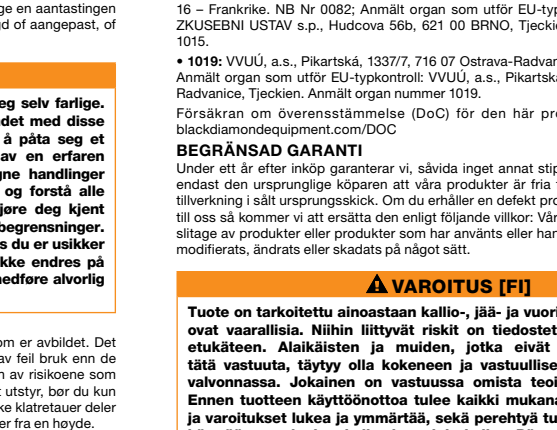 ge en aantastingen
d of aangepast, of
eg selv farlige.
det med disse
å påta seg et
av en erfaren
gne handlinger
og forstå alle
jøre deg kjent
begrensninger.
s du er usikker
kke endres på
nedføre alvorlig
om er avbildet. Det
av feil bruk enn de
n av risikoene som
t utstyr, bør du kun
ke klatretauer deler
er fra en høyde.
16 – Frankrike. NB Nr 0082; Anmält organ som utför EU-typ
ZKUSEBNI USTAV s.p., Hudcova 56b, 621 00 BRNO, Tjecki
1015.
• 1019: VVUÚ, a.s., Pikartská, 1337/7, 716 07 Ostrava-Radvan
Anmält organ som utför EU-typkontroll: VVUÚ, a.s., Pikartsk
Radvanice, Tjeckien. Anmält organ nummer 1019.
Försäkran om överensstämmelse (DoC) för den här pro
blackdiamondequipment.com/DOC
BEGRÄNSAD GARANTI
Under ett år efter inköp garanterar vi, såvida inget annat stip
endast den ursprunglige köparen att våra produkter är fria f
tillverkning i sålt ursprungsskick. Om du erhåller en defekt pro
till oss så kommer vi att ersätta den enligt följande villkor: Vår
slitage av produkter eller produkter som har använts eller han
modifierats, ändrats eller skadats på något sätt.
VAROITUS [FI]
Tuote on tarkoitettu ainoastaan kallio-, jää- ja vuori
ovat vaarallisia. Niihin liittyvät riskit on tiedostet
etukäteen. Alaikäisten ja muiden, jotka eivät
tätä vastuuta, täytyy olla kokeneen ja vastuullise
valvonnassa. Jokainen on vastuussa omista teoi
Ennen tuotteen käyttöönottoa tulee kaikki mukana
ja varoitukset lukea ja ymmärtää, sekä perehtyä tu